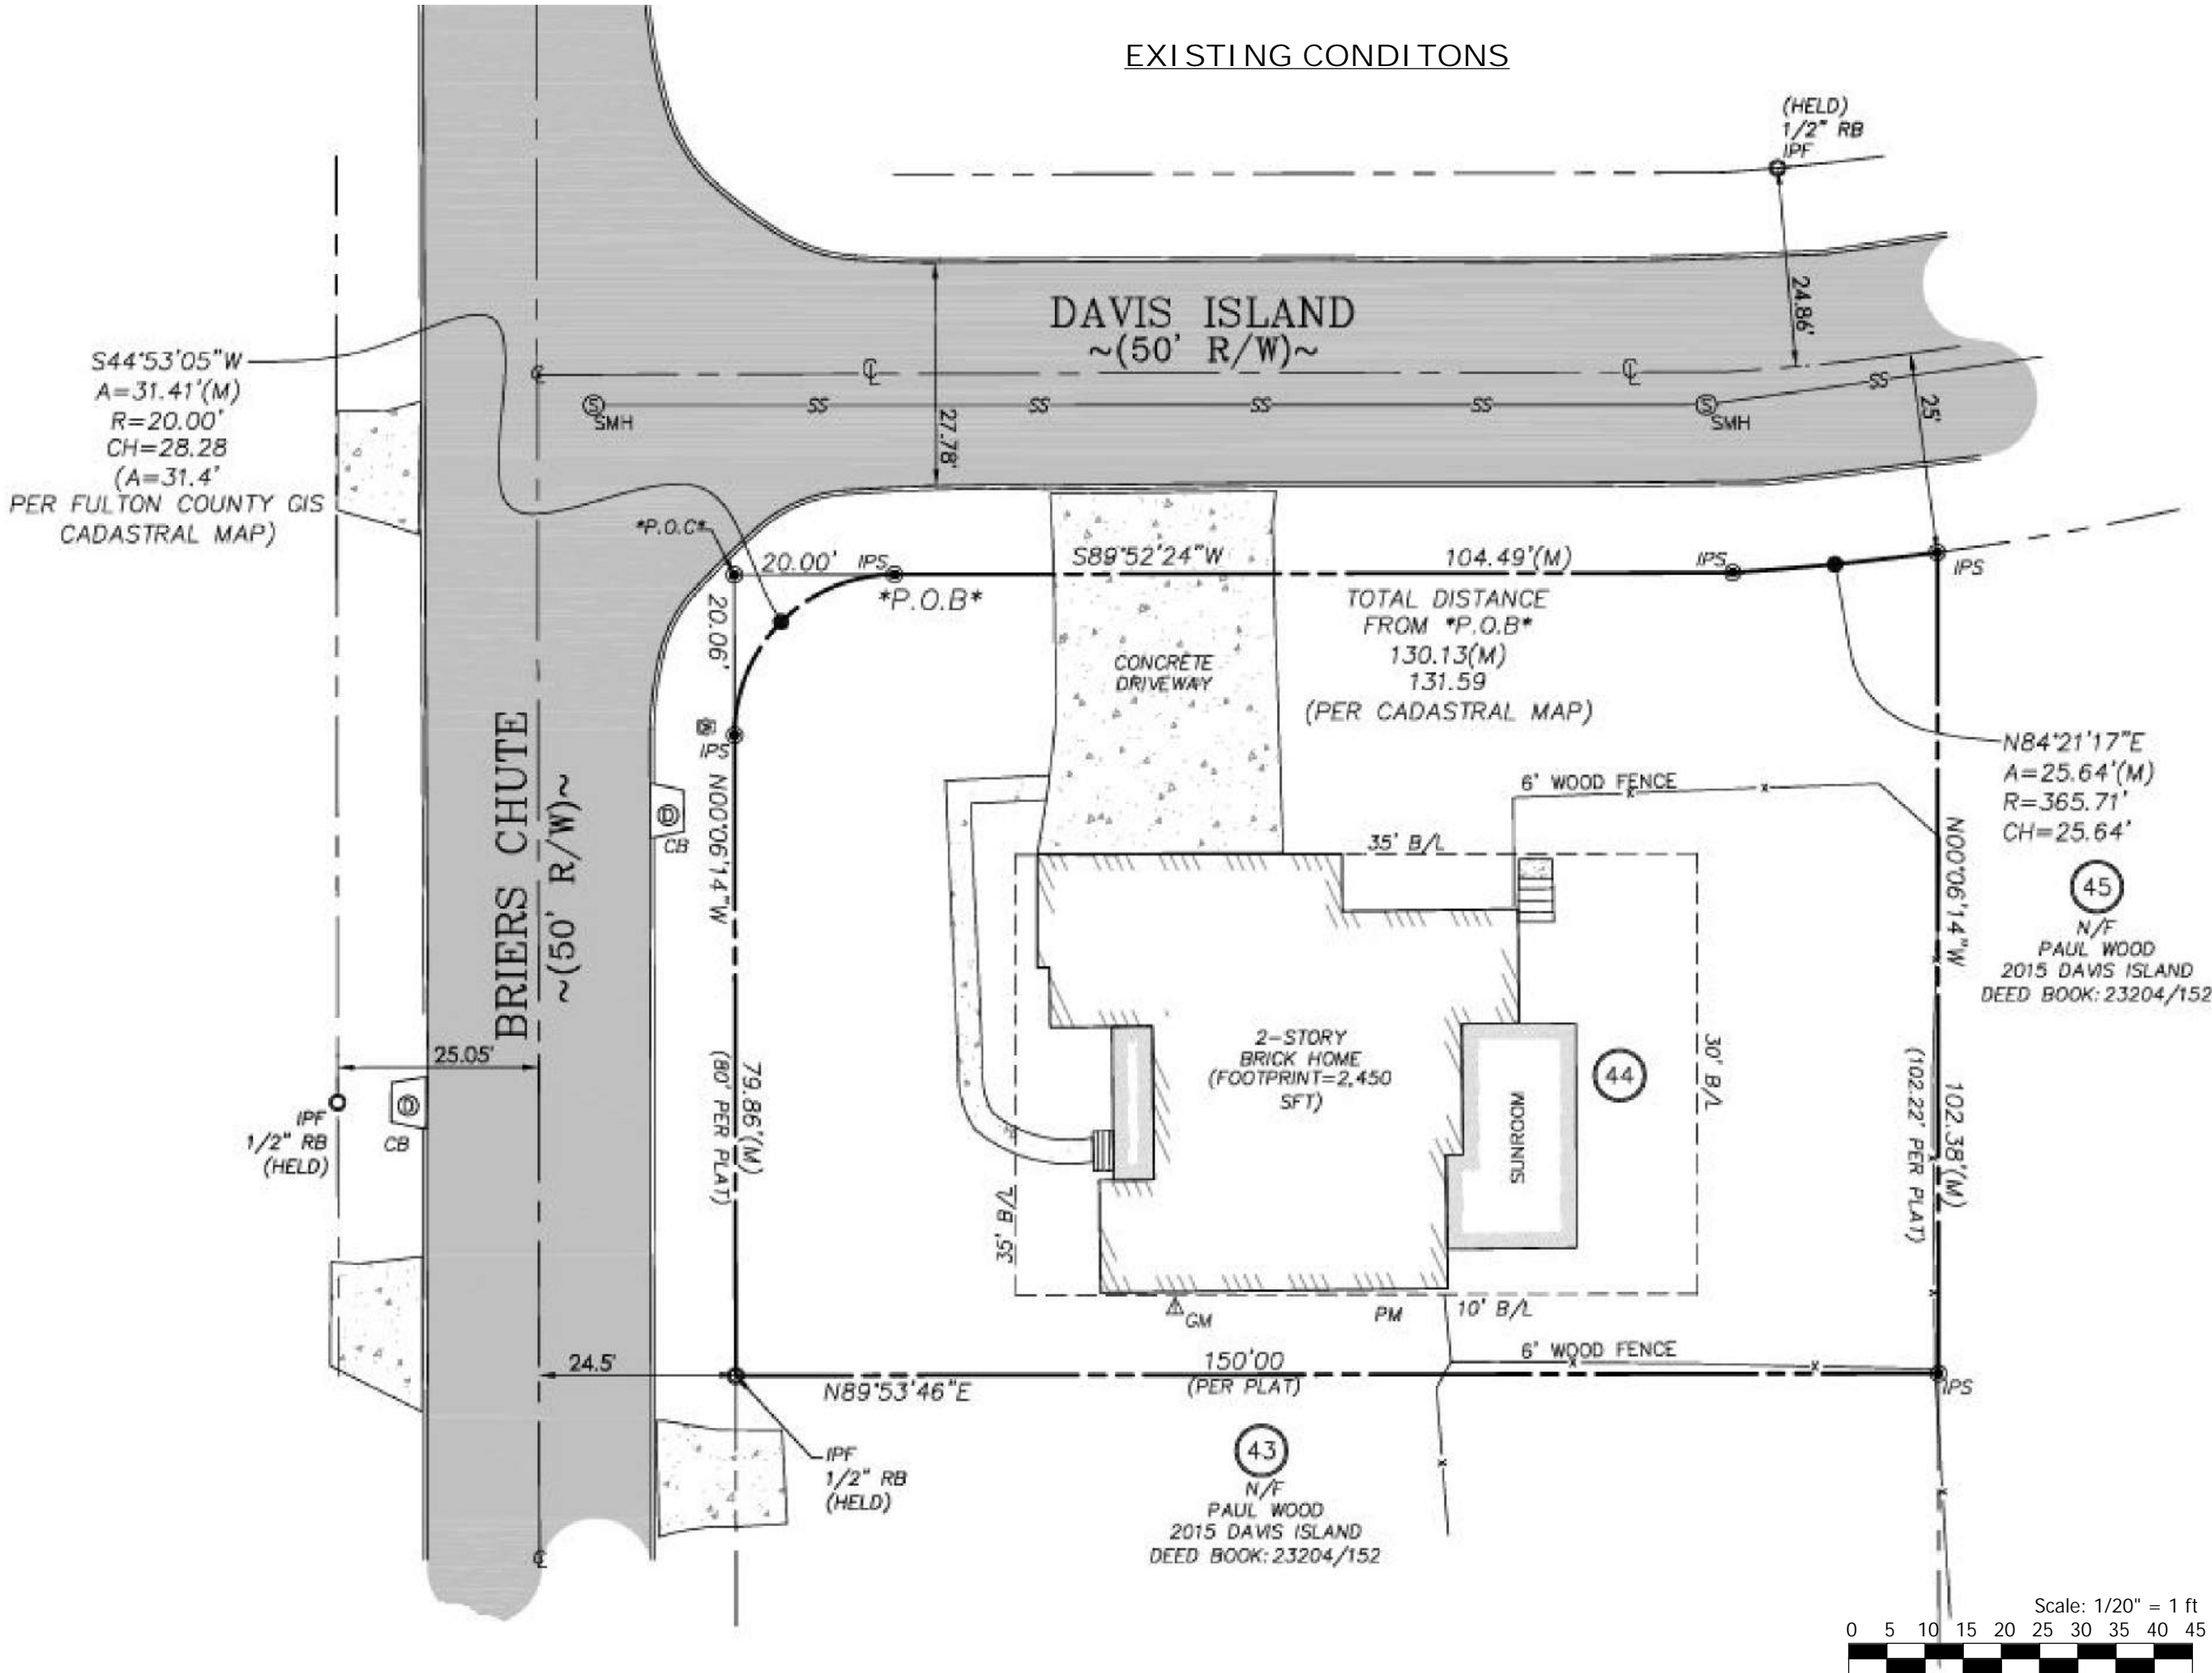 EXISTING CONDITONS
(HELD)
1/2" RB
IPF
24.86'
DAVIS ISLAND
~(50' R/W)~
S44°53'05"W
A=31.41'(M)
R=20.00'
CH=28.28
(A=31.4'
PER FULTON COUNTY GIS
CADASTRAL MAP)
℄
℄
℄
SS
S
SMH
SS
SS
SS
SS
S
SMH
27.78'
25'
*P.O.C*
20.00'
IPS
S89°52'24"W
104.49'(M)
IPS
IPS
*P.O.B*
20.06'
TOTAL DISTANCE
FROM *P.O.B*
130.13(M)
131.59
(PER CADASTRAL MAP)
CONCRETE
DRIVEWAY
IPS
N00°06'14"W
N84°21'17"E
A=25.64'(M)
R=365.71'
CH=25.64'
6' WOOD FENCE
BRIERS CHUTE
~(50' R/W)~
D
CB
35' B/L
N00°06'14"W
45
N/F
PAUL WOOD
2015 DAVIS ISLAND
DEED BOOK: 23204/152
2-STORY
BRICK HOME
(FOOTPRINT=2,450
SFT)
SUNROOM
44
30' B/L
102.38'(M)
(102.22' PER PLAT)
25.05'
79.86'(M)
(80' PER PLAT)
IPF
1/2" RB
(HELD)
D
CB
35' B/L
GM
PM
10' B/L
24.5'
6' WOOD FENCE
150'00
(PER PLAT)
N89°53'46"E
IPS
IPF
1/2" RB
(HELD)
43
N/F
PAUL WOOD
2015 DAVIS ISLAND
DEED BOOK: 23204/152
℄
Scale: 1/20" = 1 ft
0 5 10 15 20 25 30 35 40 45